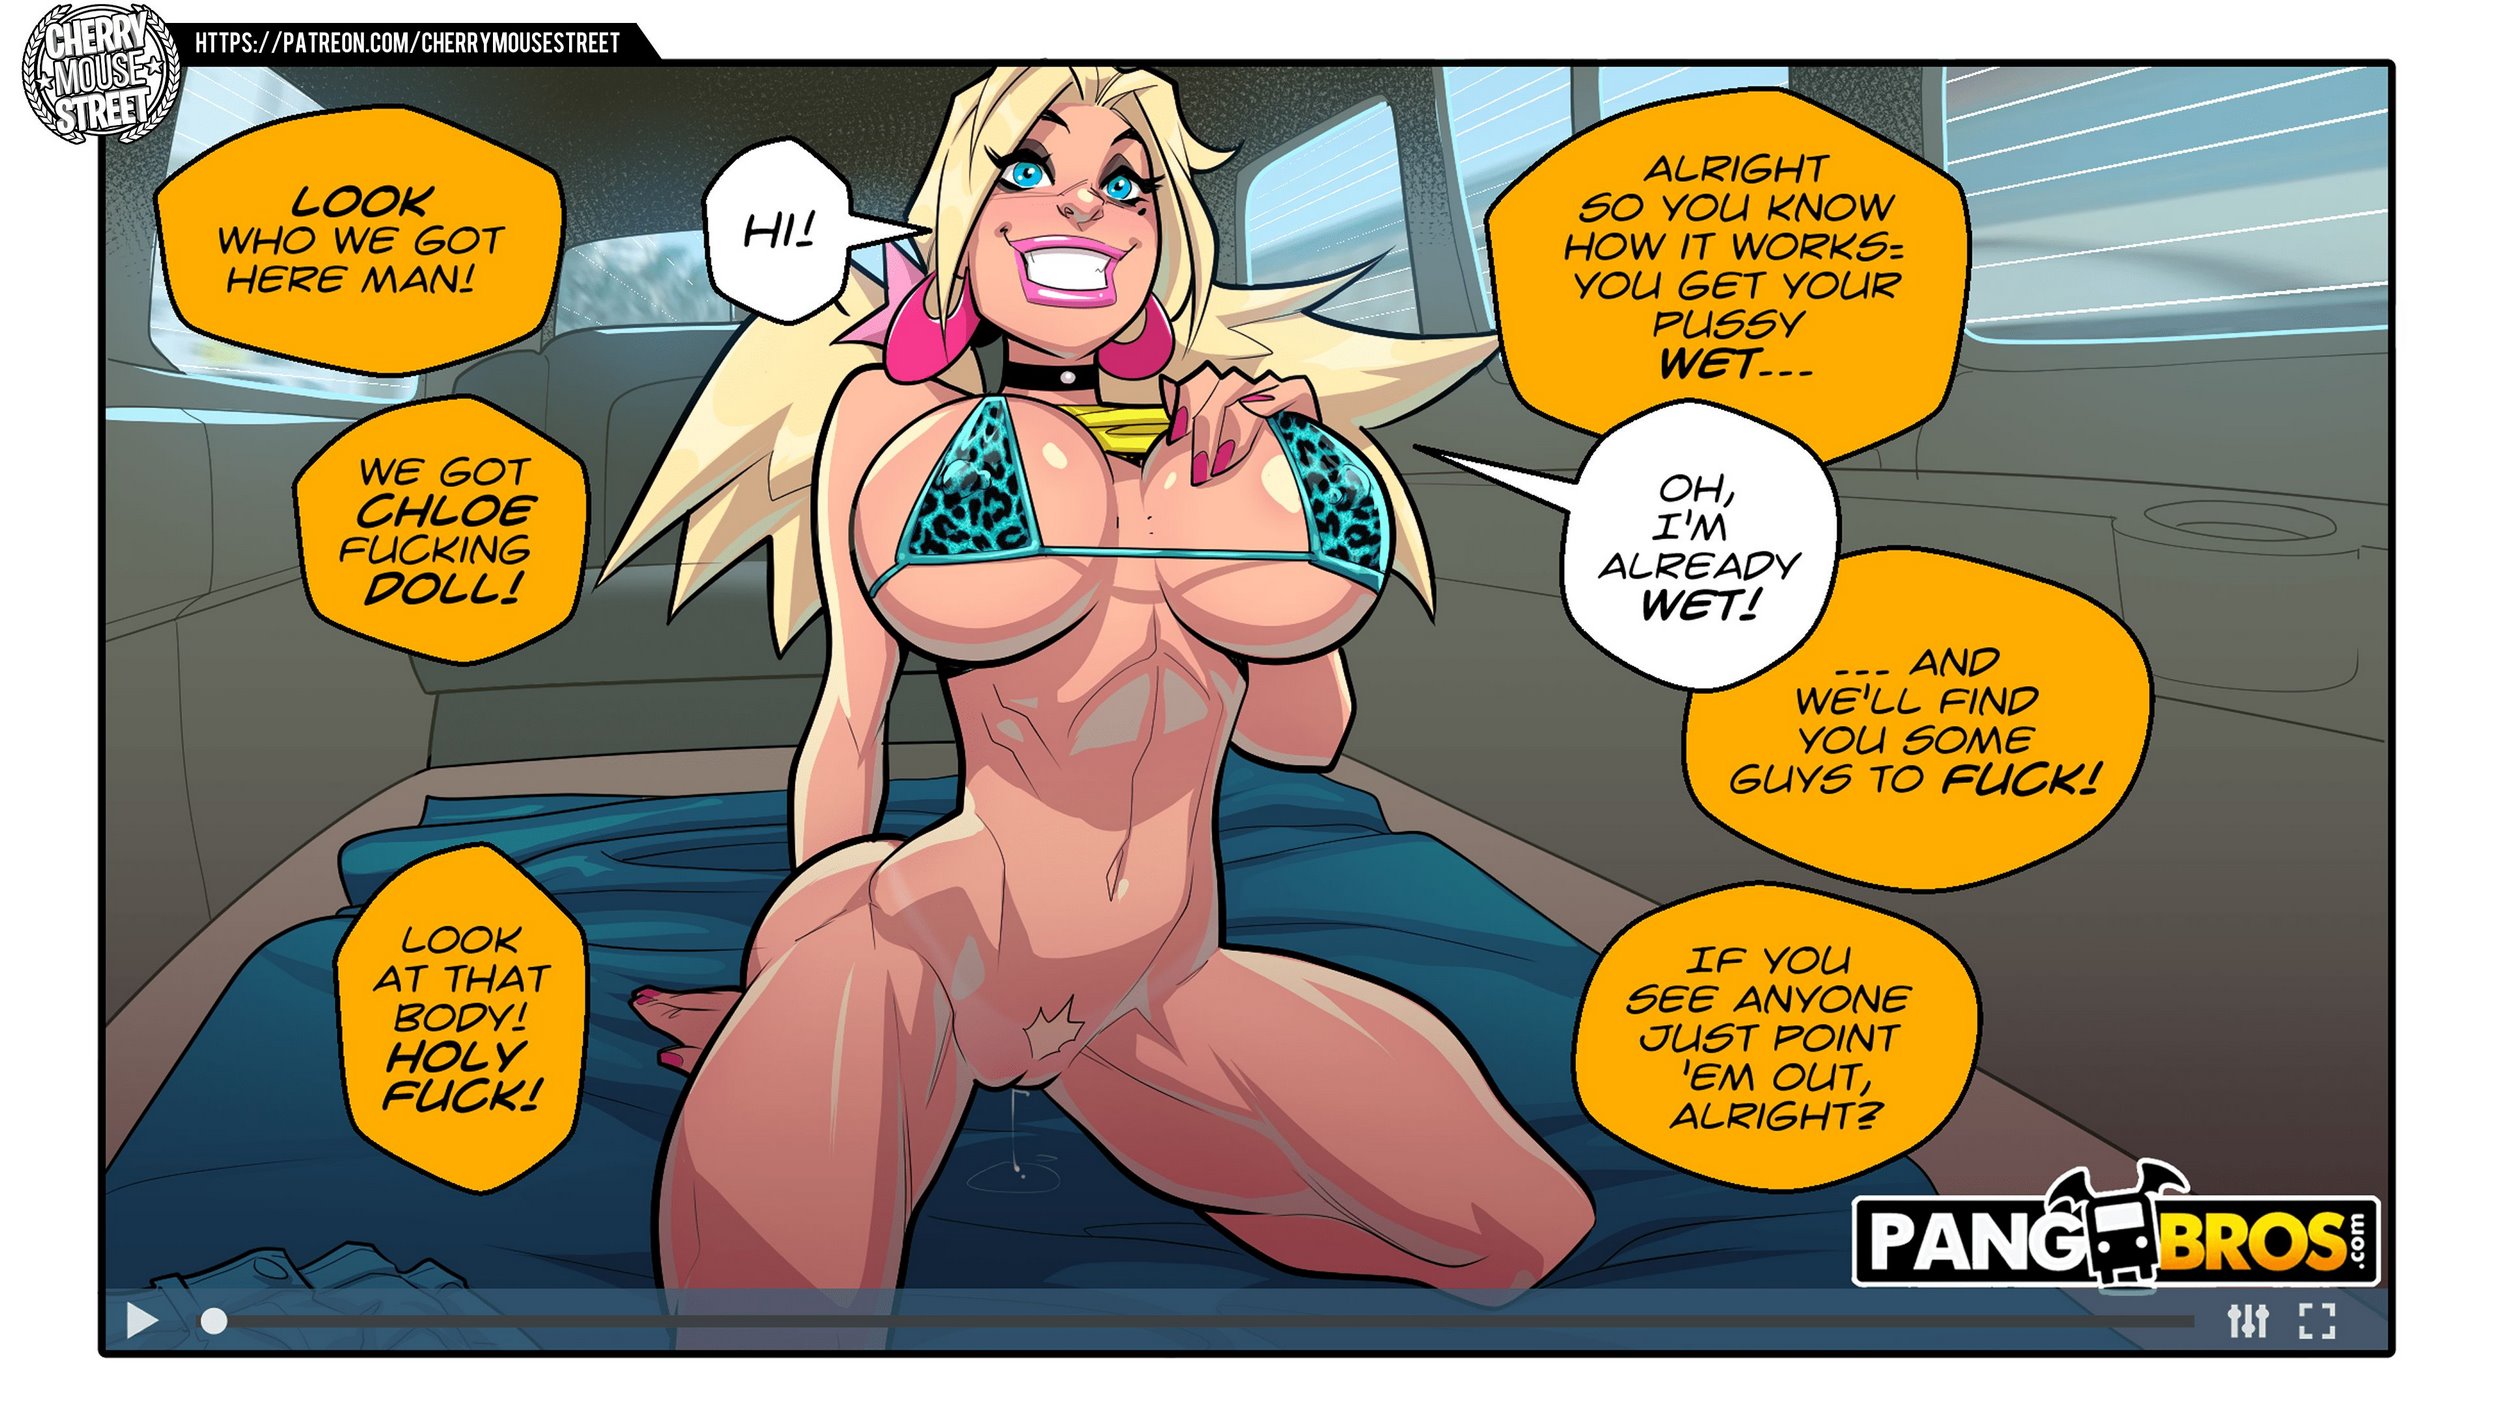 CHERRY
MOUSE
STREET
HTTPS://PATREON.COM/CHERRYMOUSESTREET
LOOK
WHO WE GOT
HERE MAN!
HI!
WE GOT
CHLOE
FUCKING
DOLL!
LOOK
AT THAT
BODY!
HOLY
FUCK!
ALRIGHT
SO YOU KNOW
HOW IT WORKS:
YOU GET YOUR
PUSSY
WET...
OH,
I'M
ALREADY
WET!
... AND
WE'LL FIND
YOU SOME
GUYS TO FUCK!
IF YOU
SEE ANYONE
JUST POINT
'EM OUT,
ALRIGHT?
PANG BROS .com